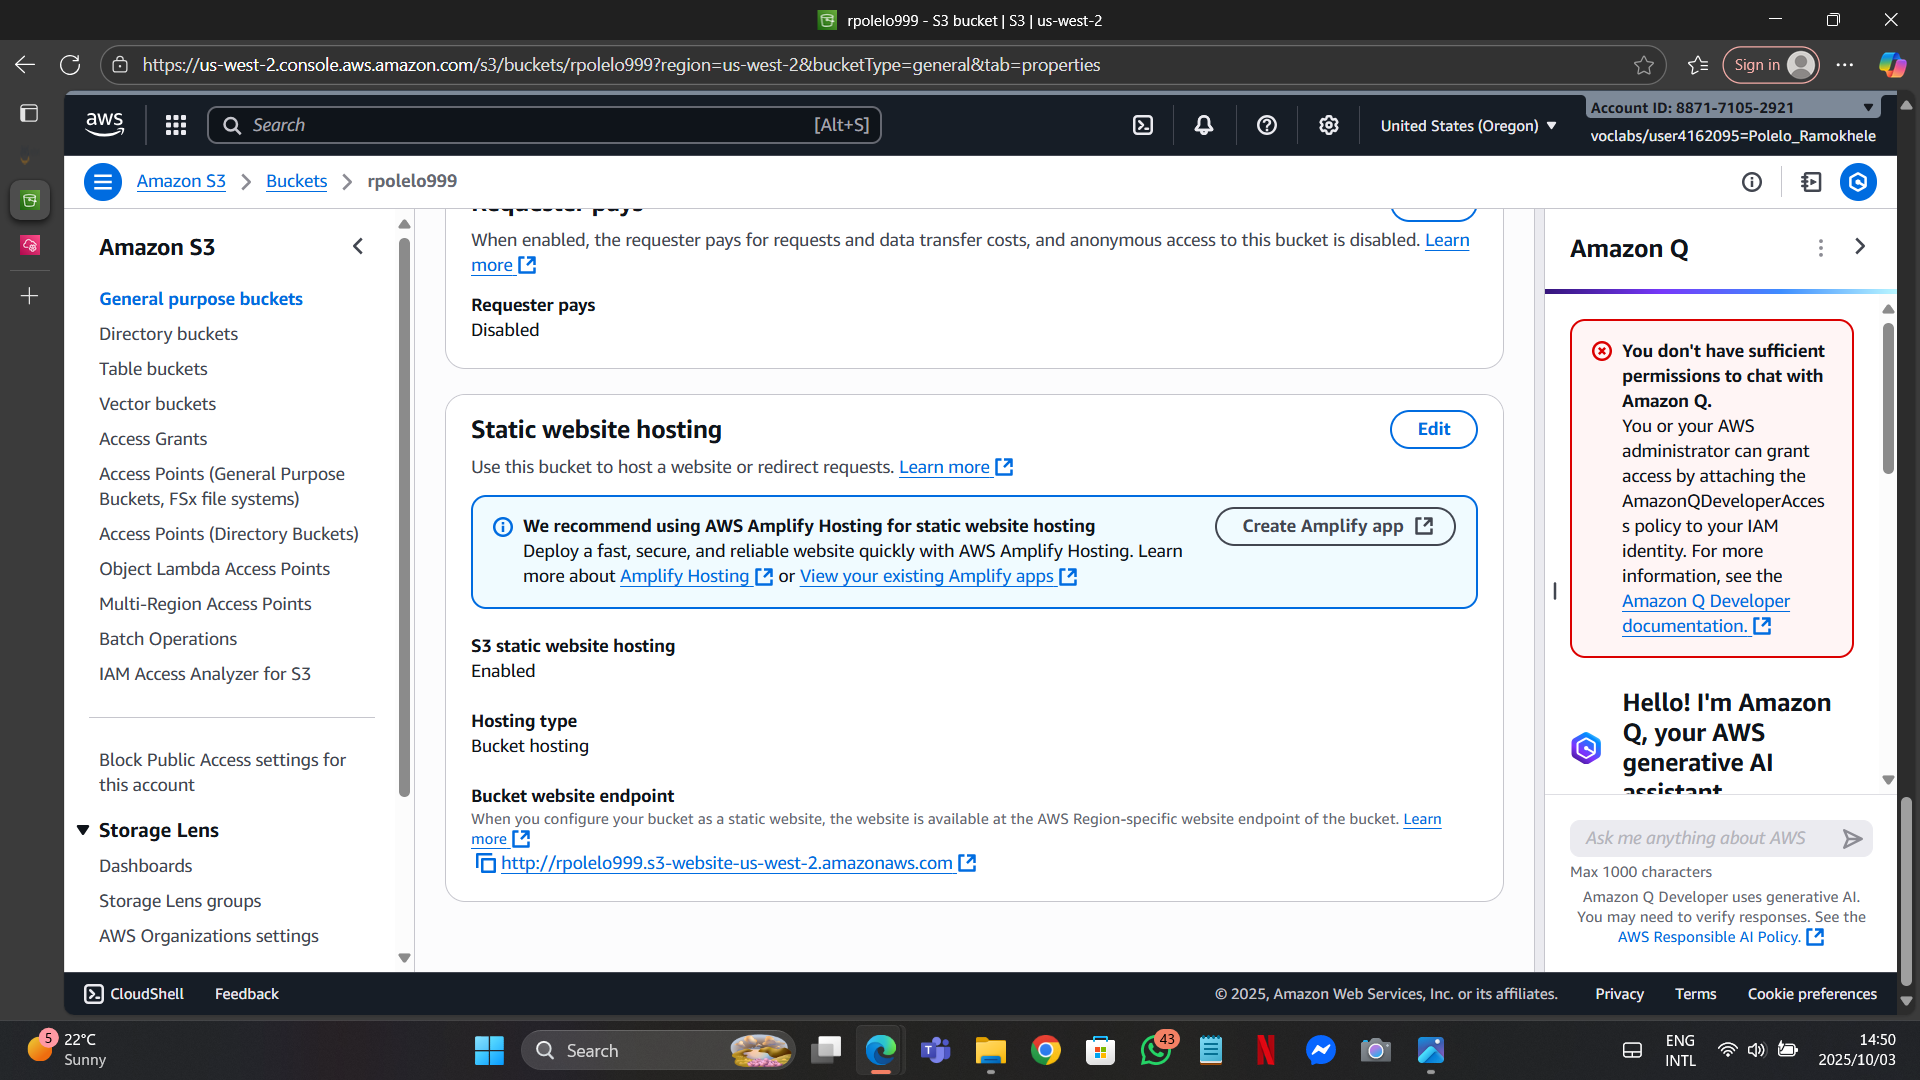 rpolelo999 - S3 bucket | S3 | us-west-2
https://us-west-2.console.aws.amazon.com/s3/buckets/rpolelo999?region=us-west-2&bucketType=general&tab=properties
Sign in
aws
Search
[Alt+S]
United States (Oregon)
Account ID: 8871-7105-2921
voclabs/user4162095=Polelo_Ramokhele
Amazon S3
Buckets
rpolelo999
Amazon S3
General purpose buckets
Directory buckets
Table buckets
Vector buckets
Access Grants
Access Points (General Purpose
Buckets, FSx file systems)
Access Points (Directory Buckets)
Object Lambda Access Points
Multi-Region Access Points
Batch Operations
IAM Access Analyzer for S3
Block Public Access settings for
this account
Storage Lens
Dashboards
Storage Lens groups
AWS Organizations settings
Requester pays
When enabled, the requester pays for requests and data transfer costs, and anonymous access to this bucket is disabled. Learn
more
Requester pays
Disabled
Static website hosting
Edit
Use this bucket to host a website or redirect requests. Learn more
We recommend using AWS Amplify Hosting for static website hosting
Create Amplify app
Deploy a fast, secure, and reliable website quickly with AWS Amplify Hosting. Learn
more about Amplify Hosting or View your existing Amplify apps
S3 static website hosting
Enabled
Hosting type
Bucket hosting
Bucket website endpoint
When you configure your bucket as a static website, the website is available at the AWS Region-specific website endpoint of the bucket. Learn
more
http://rpolelo999.s3-website-us-west-2.amazonaws.com
Amazon Q
You don't have sufficient
permissions to chat with
Amazon Q.
You or your AWS
administrator can grant
access by attaching the
AmazonQDeveloperAcces
s policy to your IAM
identity. For more
information, see the
Amazon Q Developer
documentation.
Hello! I'm Amazon
Q, your AWS
generative AI
assistant
Ask me anything about AWS
Max 1000 characters
Amazon Q Developer uses generative AI.
You may need to verify responses. See the
AWS Responsible AI Policy.
CloudShell
Feedback
© 2025, Amazon Web Services, Inc. or its affiliates.
Privacy
Terms
Cookie preferences
5
22°C
Sunny
Search
43
ENG
INTL
14:50
2025/10/03